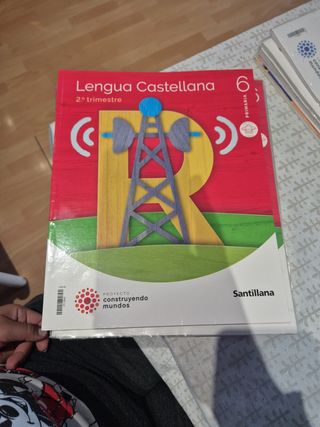 Lengua Castellana
2.º trimestre
6
PRIMARIA
R
PROYECTO
construyendo
mundos
Santillana